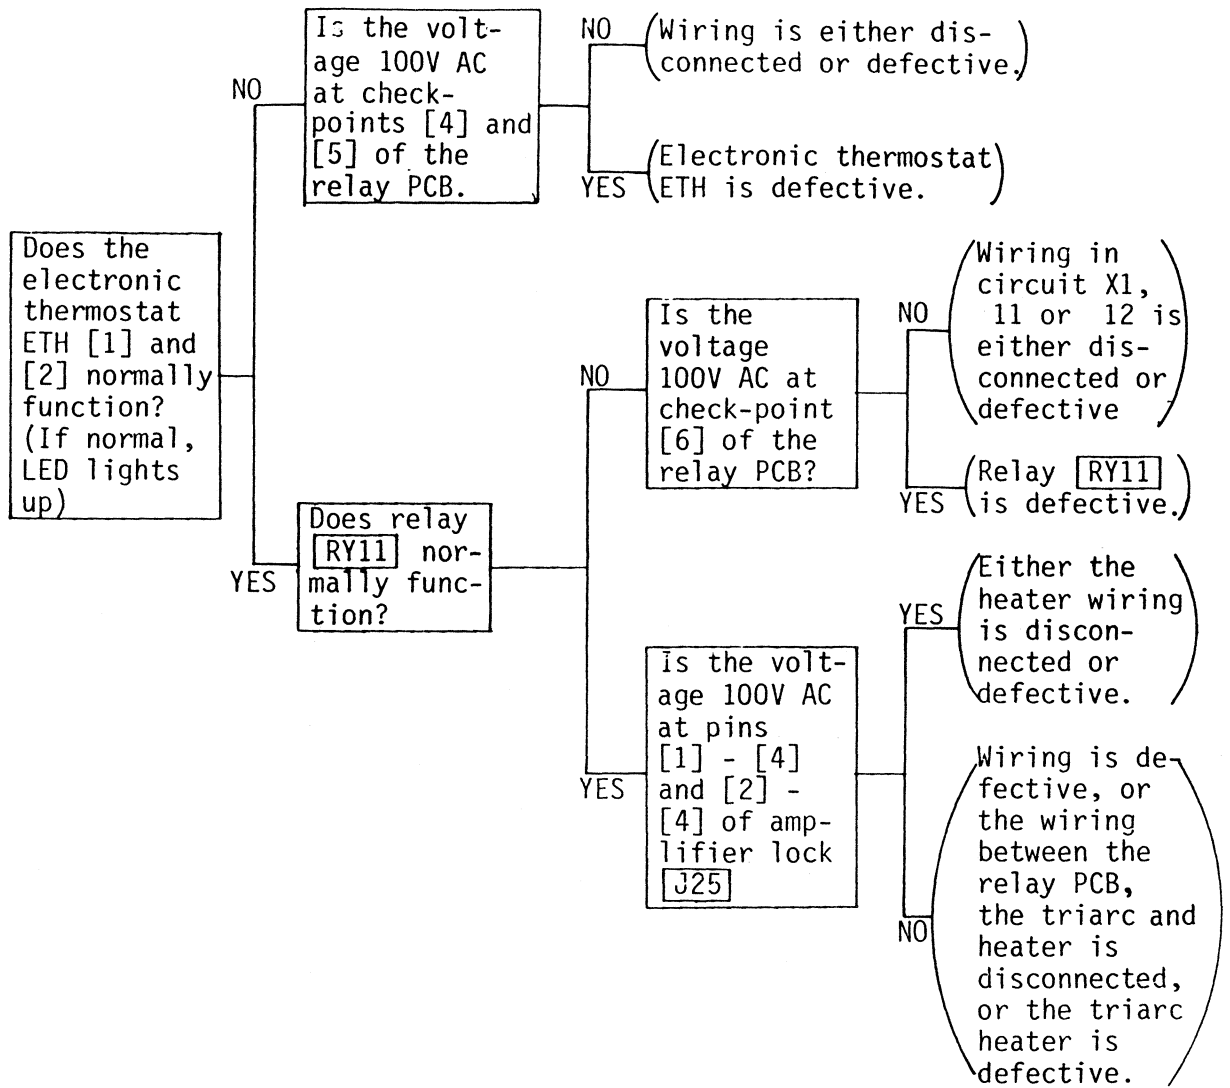 Does the
electronic
thermostat
ETH [1] and
[2] normally
function?
(If normal,
LED lights
up)
NO
Is the volt-
age 100V AC
at check-
points [4] and
[5] of the
relay PCB.
NO
(Wiring is either dis-
connected or defective.)
YES
(Electronic thermostat
ETH is defective.)
YES
Does relay
RY11 nor-
mally func-
tion?
NO
Is the
voltage
100V AC at
check-point
[6] of the
relay PCB?
NO
(Wiring in
circuit X1,
11 or 12 is
either dis-
connected or
defective)
YES
(Relay RY11
is defective.)
YES
Is the volt-
age 100V AC
at pins
[1] - [4]
and [2] -
[4] of amp-
lifier lock
J25
YES
(Either the
heater wiring
is discon-
nected or
defective.)
NO
(Wiring is de-
fective, or
the wiring
between the
relay PCB,
the triarc and
heater is
disconnected,
or the triarc
heater is
defective.)